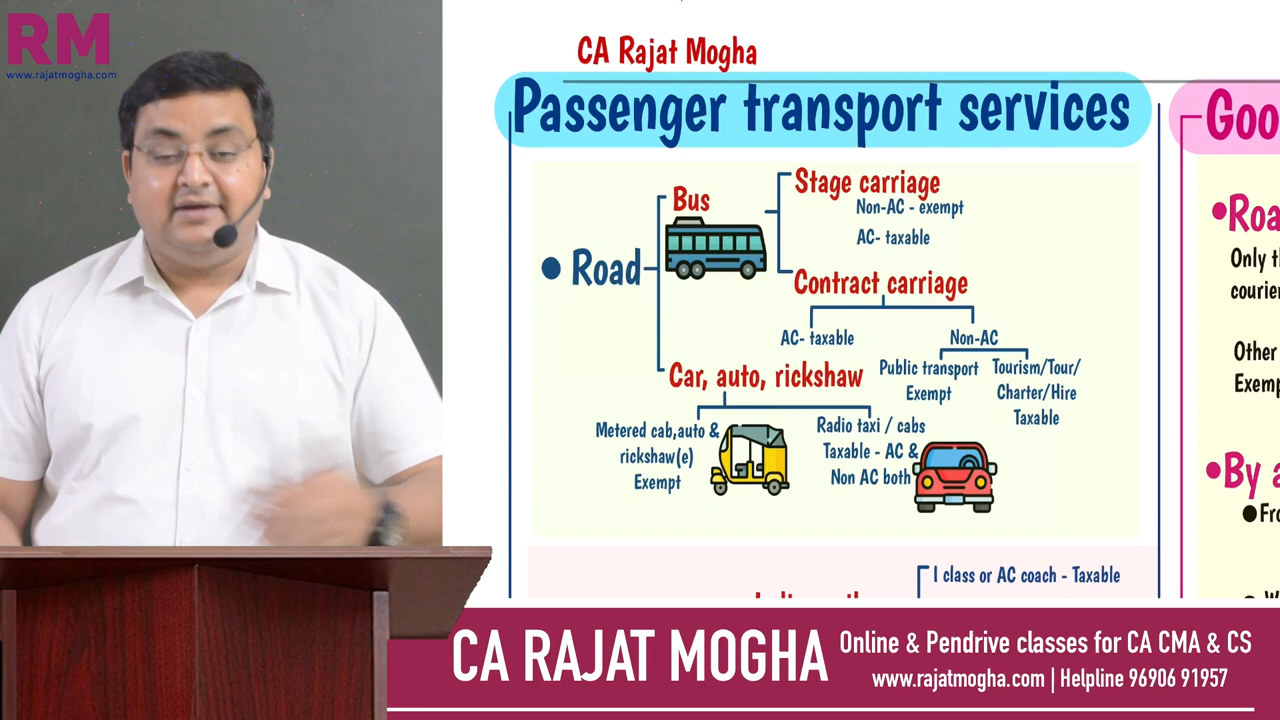 RM
www.rajatmogha.com
CA Rajat Mogha
Passenger transport services
• Road
Bus
Stage carriage
Non-AC - exempt
AC- taxable
Contract carriage
AC- taxable
Non-AC
Public transport
Exempt
Tourism/Tour/
Charter/Hire
Taxable
Car, auto, rickshaw
Metered cab,auto &
rickshaw(e)
Exempt
Radio taxi / cabs
Taxable - AC &
Non AC both
I class or AC coach - Taxable
Other
CA RAJAT MOGHA
Online & Pendrive classes for CA CMA & CS
www.rajatmogha.com | Helpline 96906 91957